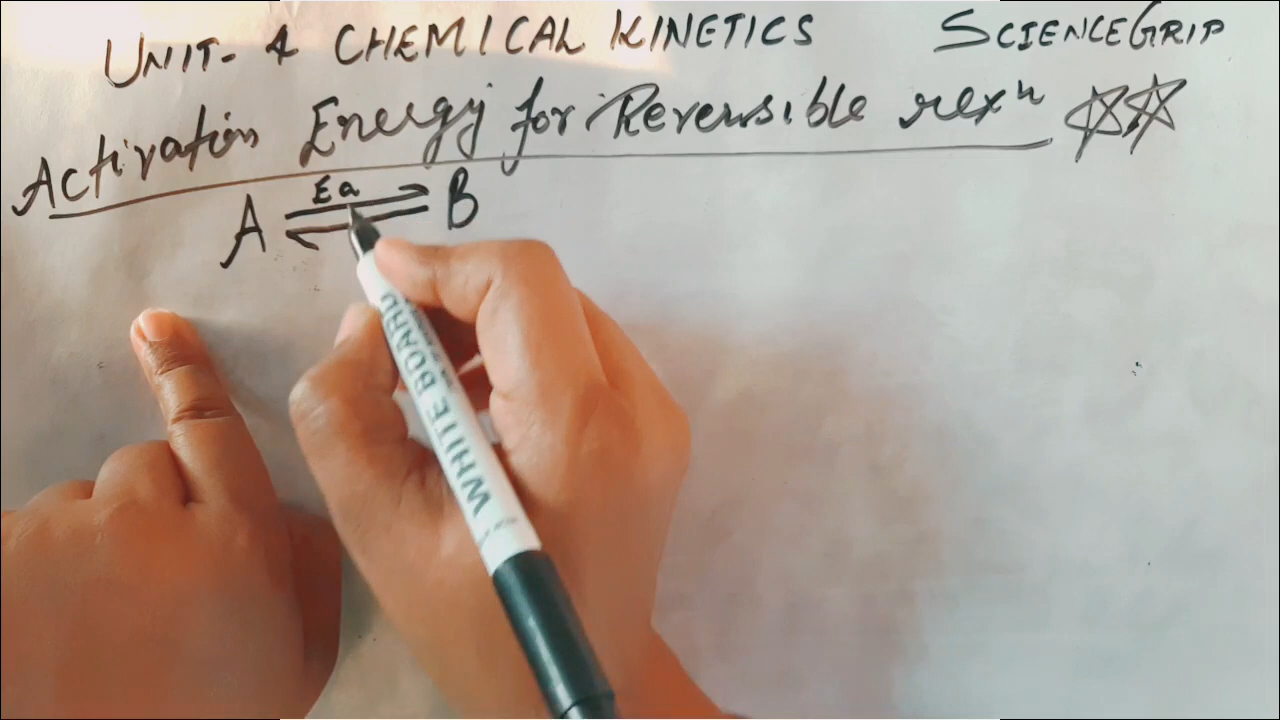 UNIT- 4 CHEMICAL KINETICS SCIENCEGRIP
Activation Energy for Reversible rexn
A Ea ⇌ B
WHITE BOARD